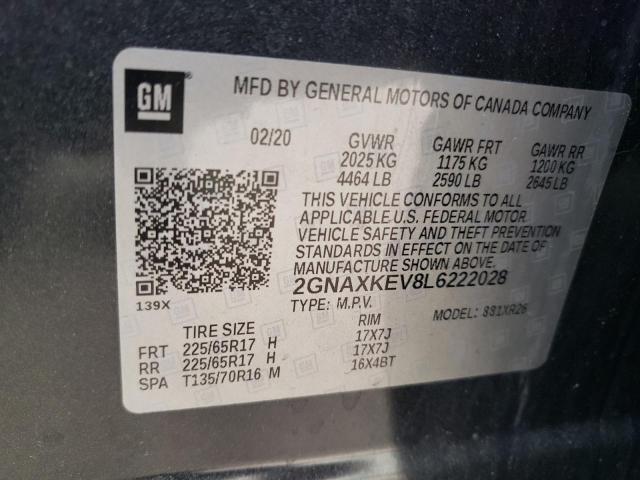 GM
MFD BY GENERAL MOTORS OF CANADA COMPANY
02/20 GVWR GAWR FRT GAWR RR
2025 KG 1175 KG 1200 KG
4464 LB 2590 LB 2645 LB
THIS VEHICLE CONFORMS TO ALL
APPLICABLE U.S. FEDERAL MOTOR
VEHICLE SAFETY AND THEFT PREVENTION
STANDARDS IN EFFECT ON THE DATE OF
MANUFACTURE SHOWN ABOVE.
2GNAXKEV8L6222028
139X
TYPE: M.P.V. MODEL: 881XR26
TIRE SIZE RIM
FRT 225/65R17 H 17X7J
RR 225/65R17 H 17X7J
SPA T135/70R16 M 16X4BT